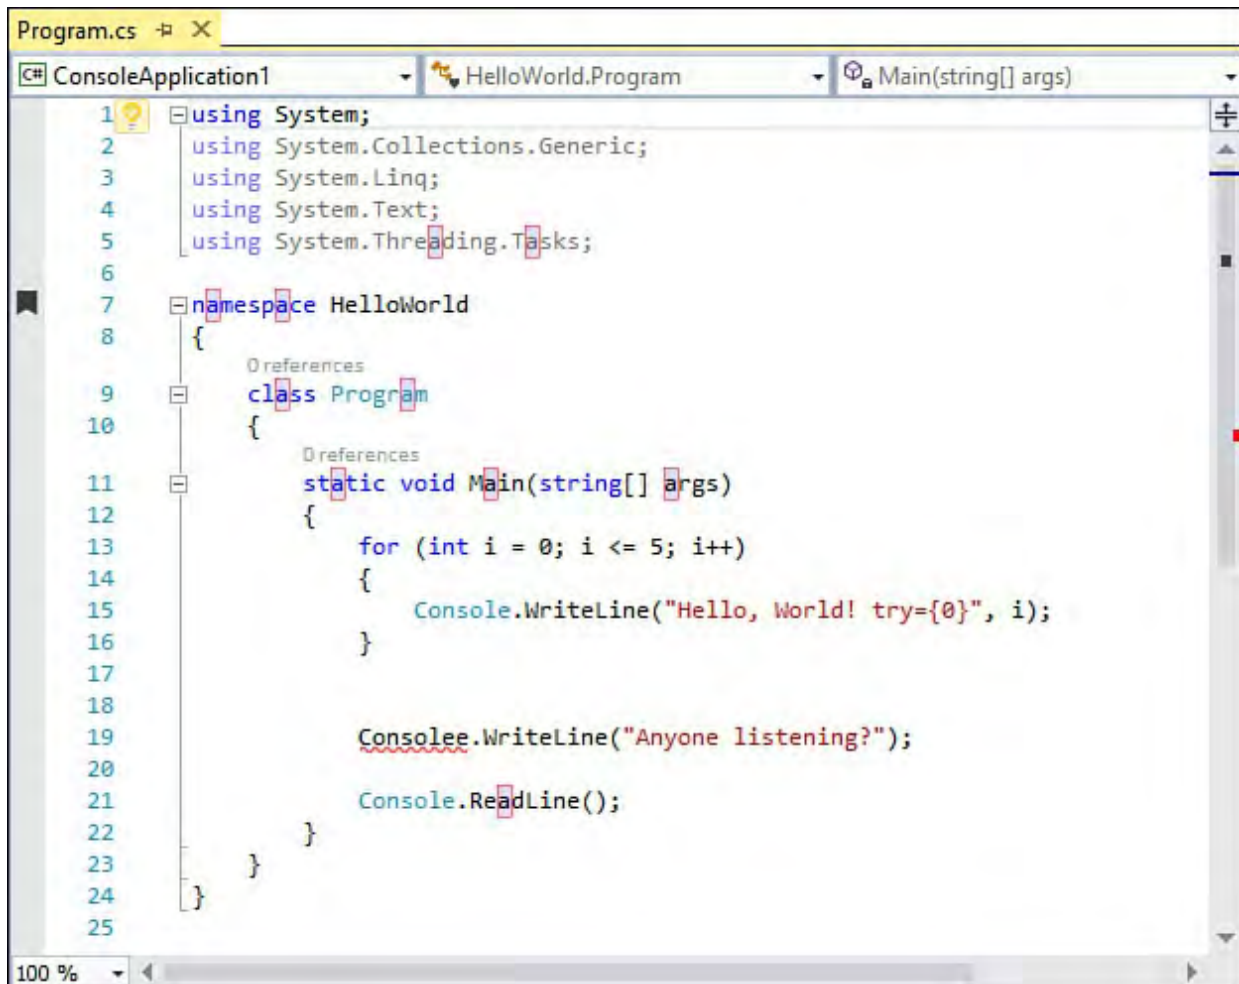 Program.cs
ConsoleApplication1 HelloWorld.Program Main(string[] args)
1 using System;
2 using System.Collections.Generic;
3 using System.Linq;
4 using System.Text;
5 using System.Threading.Tasks;
6
7 namespace HelloWorld
8 {
0 references
9 class Program
10 {
0 references
11 static void Main(string[] args)
12 {
13 for (int i = 0; i <= 5; i++)
14 {
15 Console.WriteLine("Hello, World! try={0}", i);
16 }
17
18
19 Consolee.WriteLine("Anyone listening?");
20
21 Console.ReadLine();
22 }
23 }
24 }
25
100 %